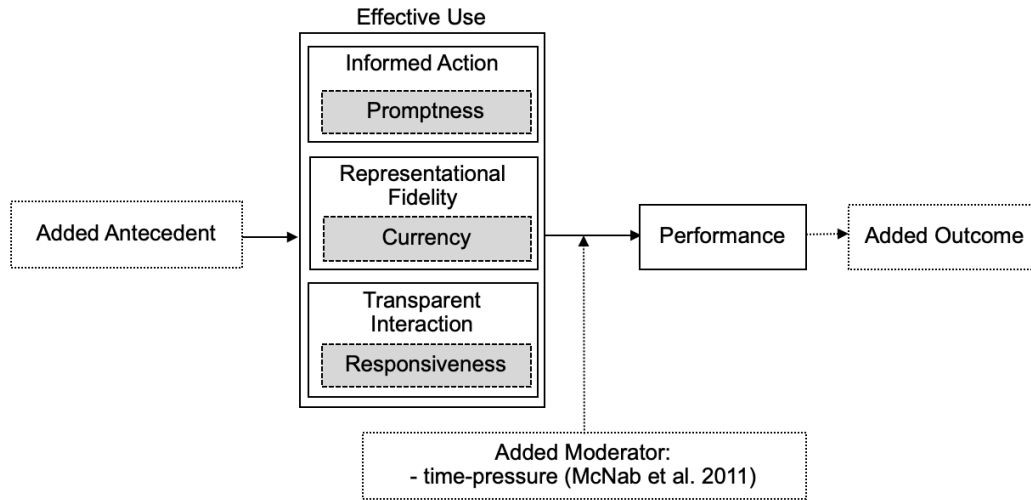 Effective Use
Informed Action
Promptness
Representational
Fidelity
Currency
Transparent
Interaction
Responsiveness
Added Antecedent
Performance
Added Outcome
Added Moderator:
- time-pressure (McNab et al. 2011)